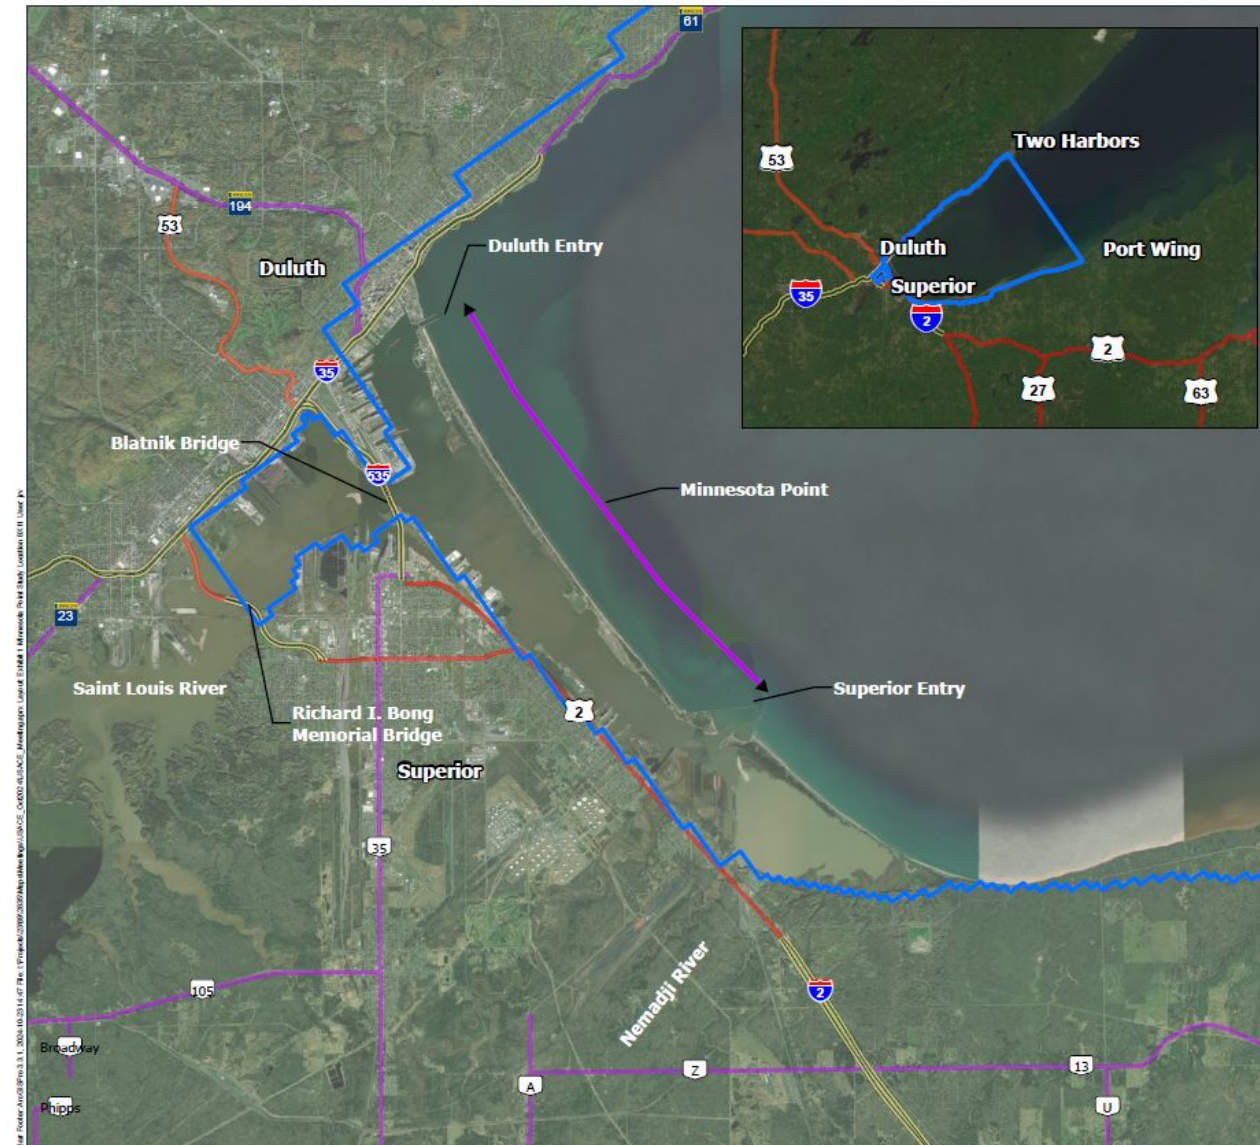 61
53
194
Duluth
Duluth Entry
35
Blatnik Bridge
535
Minnesota Point
23
Saint Louis River
Richard I. Bong
Memorial Bridge
2
Superior Entry
Superior
35
105
Nemadji River
2
Broadway
Phipps
A
Z
13
U
Two Harbors
53
Duluth
Port Wing
Superior
35
2
2
27
63